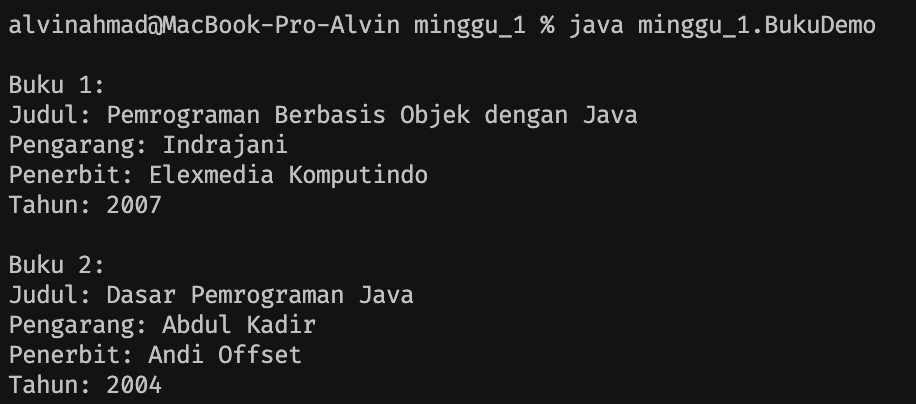 alvinahmad@MacBook-Pro-Alvin minggu_1 % java minggu_1.BukuDemo
Buku 1:
Judul: Pemrograman Berbasis Objek dengan Java
Pengarang: Indrajani
Penerbit: Elexmedia Komputindo
Tahun: 2007
Buku 2:
Judul: Dasar Pemrograman Java
Pengarang: Abdul Kadir
Penerbit: Andi Offset
Tahun: 2004